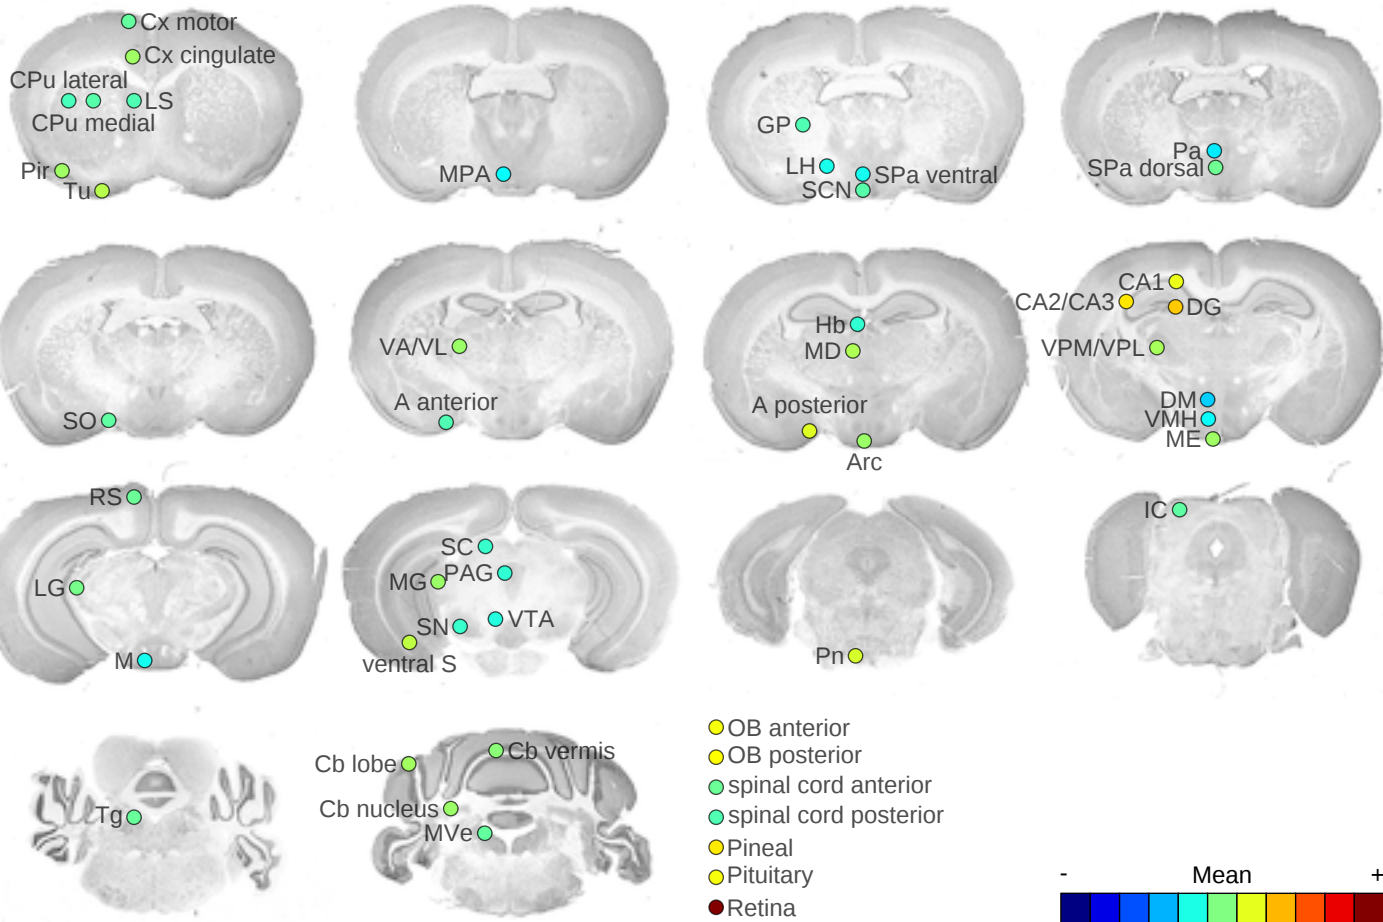 Cx motor
Cx cingulate
CPu lateral
LS
CPu medial
Pir
Tu
MPA
GP
LH
SPa ventral
SCN
Pa
SPa dorsal
SO
VA/VL
A anterior
Hb
MD
A posterior
Arc
CA1
CA2/CA3
DG
VPM/VPL
DM
VMH
ME
RS
LG
M
SC
MG
PAG
SN
VTA
ventral S
Pn
IC
Tg
Cb lobe
Cb vermis
Cb nucleus
MVe
OB anterior
OB posterior
spinal cord anterior
spinal cord posterior
Pineal
Pituitary
Retina
- Mean +